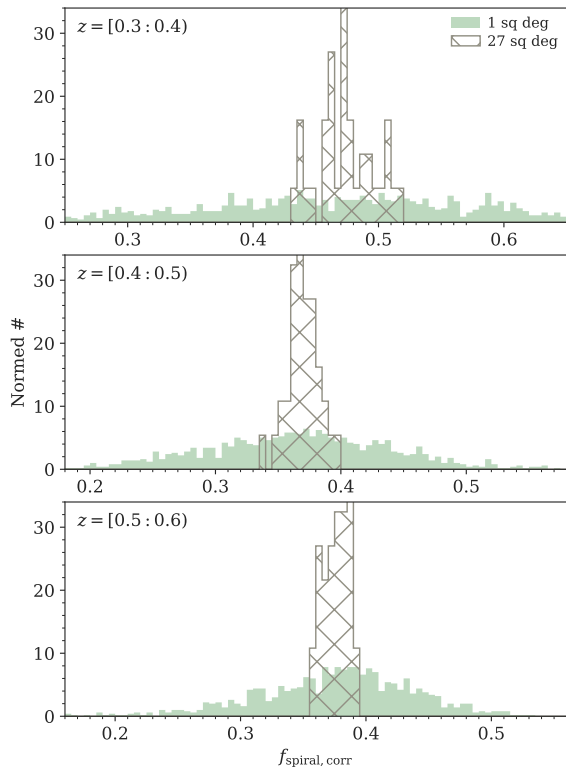 z = [0.3 : 0.4)
1 sq deg
27 sq deg
30
20
10
0
0.3 0.4 0.5 0.6
z = [0.4 : 0.5)
30
20
10
0
0.2 0.3 0.4 0.5
Normed #
z = [0.5 : 0.6)
30
20
10
0
0.2 0.3 0.4 0.5
f_spiral, corr